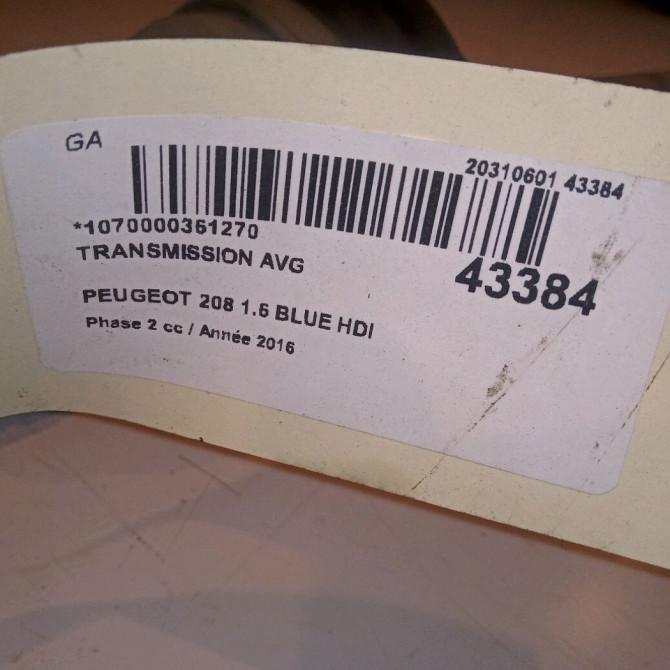 GA
20310601 43384
*1070000361270
TRANSMISSION AVG
43384
PEUGEOT 208 1.6 BLUE HDI
Phase 2 cc / Année 2016